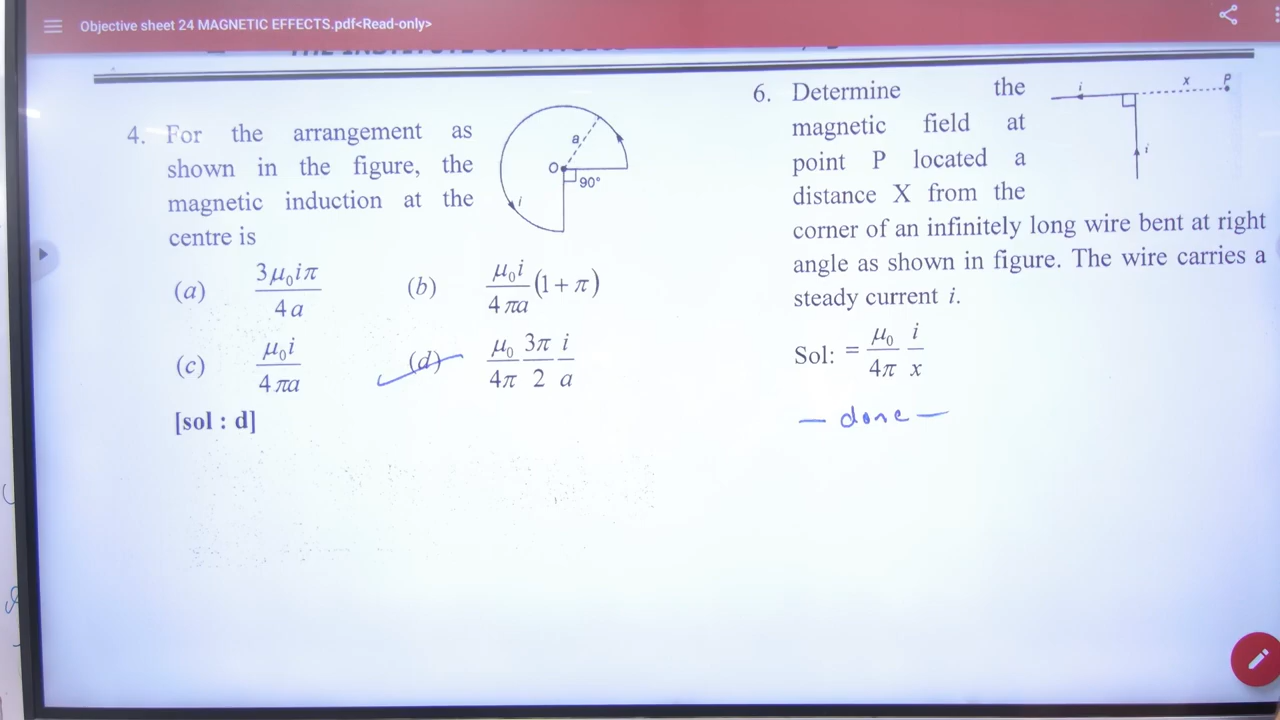 Objective sheet 24 MAGNETIC EFFECTS.pdf<Read-only>
4. For the arrangement as
shown in the figure, the
magnetic induction at the
centre is
a
O
90°
i
(a) 3μ₀iπ / 4a (b) μ₀i / 4πa (1 + π)
(c) μ₀i / 4πa (d) μ₀ / 4π 3π / 2 i / a
[sol : d]
6. Determine the
magnetic field at
point P located a
distance X from the
corner of an infinitely long wire bent at right
angle as shown in figure. The wire carries a
steady current i.
i
x
P
i
Sol: = μ₀ / 4π i / x
— done —